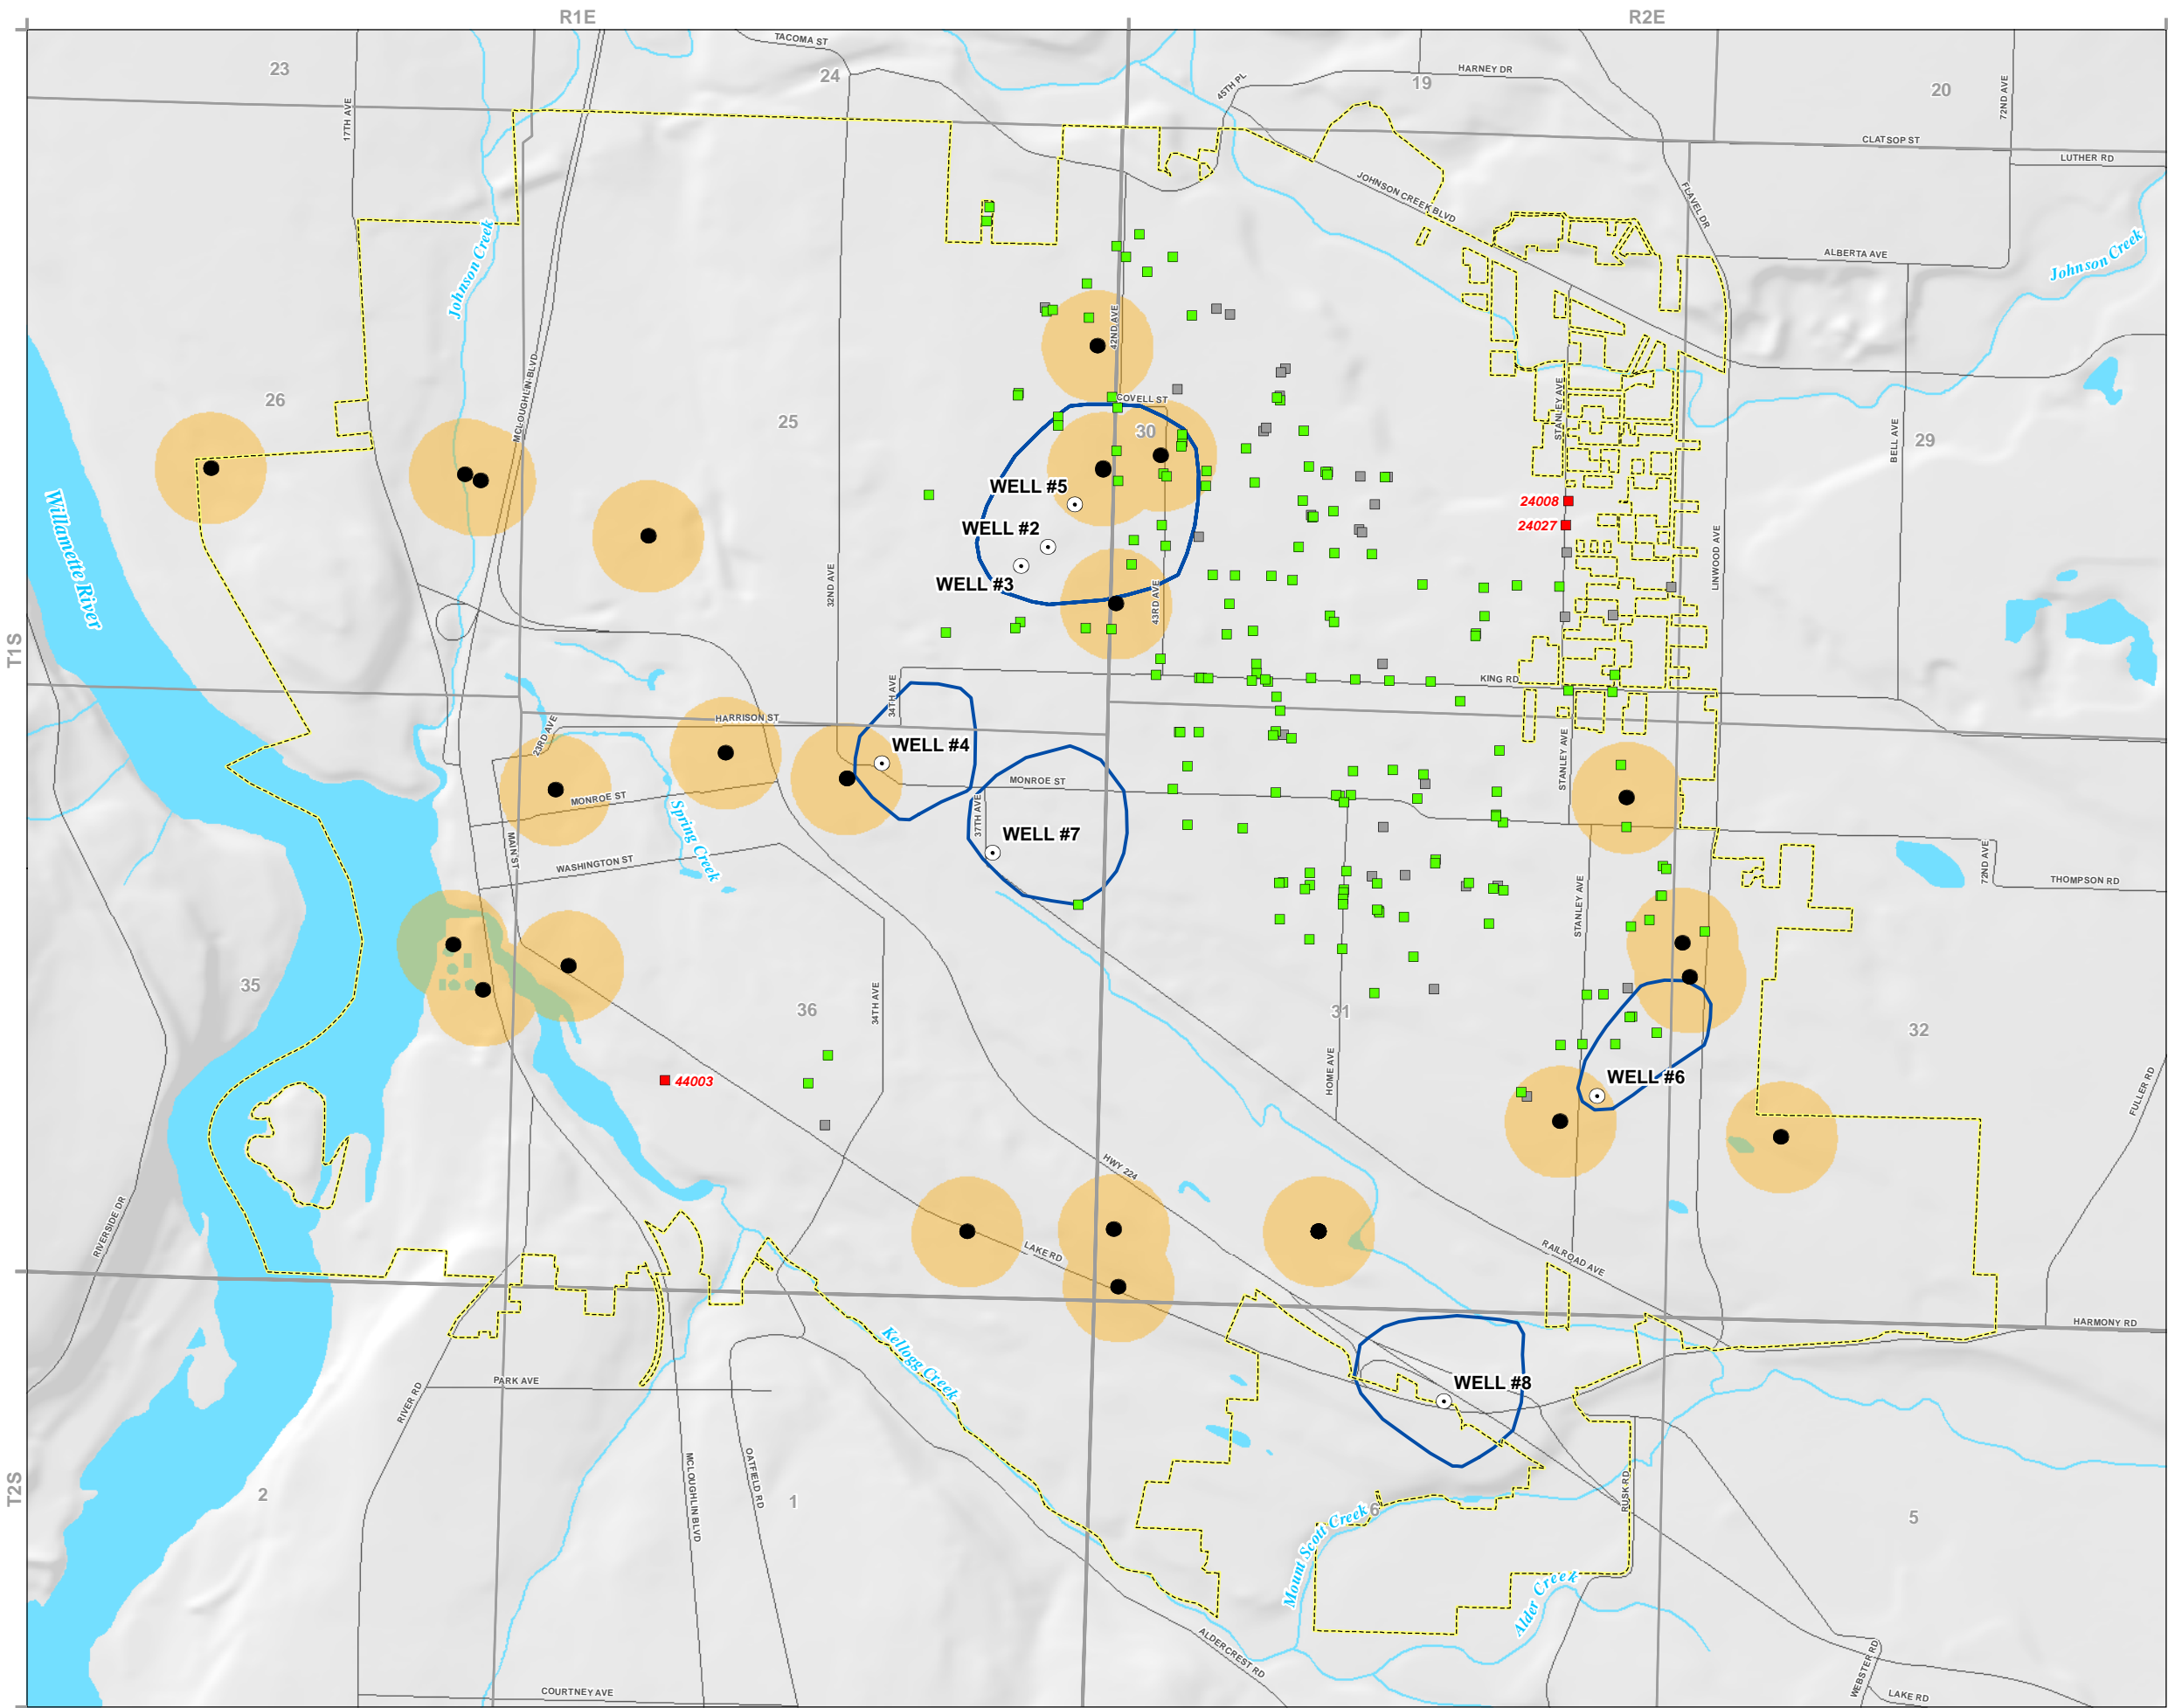 R1E
R2E
TACOMA ST
23
24
45TH PL
HARNEY DR
19
20
72ND AVE
17TH AVE
CLATSOP ST
LUTHER RD
JOHNSON CREEK BLVD
FLAVEL DR
Johnson Creek
ALBERTA AVE
Johnson Creek
42ND AVE
MCLOUGHLIN BLVD
26
25
COVELL ST
30
STANLEY AVE
29
BELL AVE
WELL #5
24008
Willamette River
WELL #2
24027
LINWOOD AVE
WELL #3
32ND AVE
43RD AVE
T1S
34TH AVE
KING RD
HARRISON ST
23RD AVE
WELL #4
STANLEY AVE
MONROE ST
MONROE ST
37TH AVE
Spring Creek
WELL #7
MAIN ST
WASHINGTON ST
72ND AVE
THOMPSON RD
STANLEY AVE
35
36
34TH AVE
31
32
44003
HOME AVE
WELL #6
FULLER RD
HWY 224
RIVERSIDE DR
LAKE RD
RAILROAD AVE
HARMONY RD
Kellogg Creek
PARK AVE
RIVER RD
WELL #8
T2S
2
MCLOUGHLIN BLVD
OATFIELD RD
1
6
RUSK RD
5
Mount Scott Creek
Alder Creek
ALDERCREST RD
WEBSTER RD
COURTNEY AVE
LAKE RD